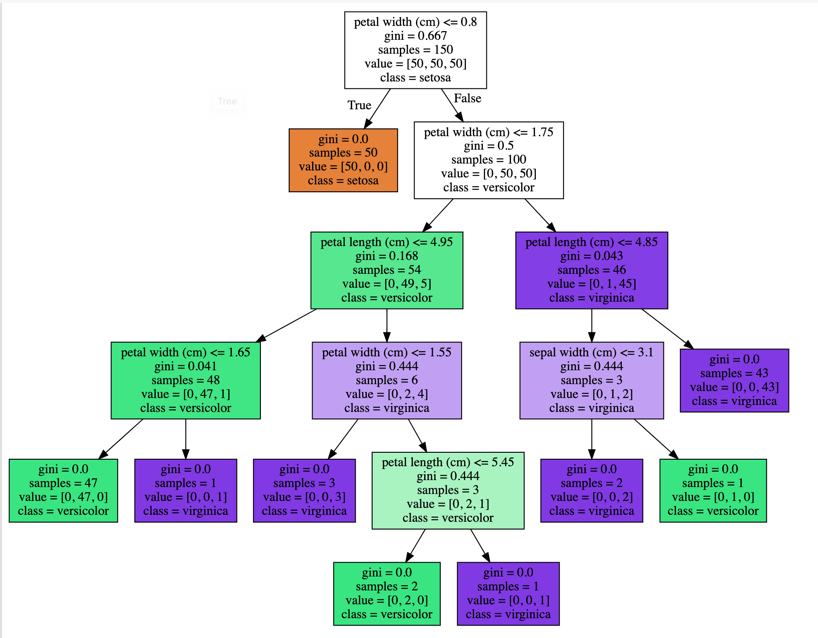 petal width (cm) <= 0.8
gini = 0.667
samples = 150
value = [50, 50, 50]
class = setosa
Tree
True
False
gini = 0.0
samples = 50
value = [50, 0, 0]
class = setosa
petal width (cm) <= 1.75
gini = 0.5
samples = 100
value = [0, 50, 50]
class = versicolor
petal length (cm) <= 4.95
gini = 0.168
samples = 54
value = [0, 49, 5]
class = versicolor
petal length (cm) <= 4.85
gini = 0.043
samples = 46
value = [0, 1, 45]
class = virginica
petal width (cm) <= 1.65
gini = 0.041
samples = 48
value = [0, 47, 1]
class = versicolor
petal width (cm) <= 1.55
gini = 0.444
samples = 6
value = [0, 2, 4]
class = virginica
sepal width (cm) <= 3.1
gini = 0.444
samples = 3
value = [0, 1, 2]
class = virginica
gini = 0.0
samples = 43
value = [0, 0, 43]
class = virginica
gini = 0.0
samples = 47
value = [0, 47, 0]
class = versicolor
gini = 0.0
samples = 1
value = [0, 0, 1]
class = virginica
gini = 0.0
samples = 3
value = [0, 0, 3]
class = virginica
petal length (cm) <= 5.45
gini = 0.444
samples = 3
value = [0, 2, 1]
class = versicolor
gini = 0.0
samples = 2
value = [0, 0, 2]
class = virginica
gini = 0.0
samples = 1
value = [0, 1, 0]
class = versicolor
gini = 0.0
samples = 2
value = [0, 2, 0]
class = versicolor
gini = 0.0
samples = 1
value = [0, 0, 1]
class = virginica